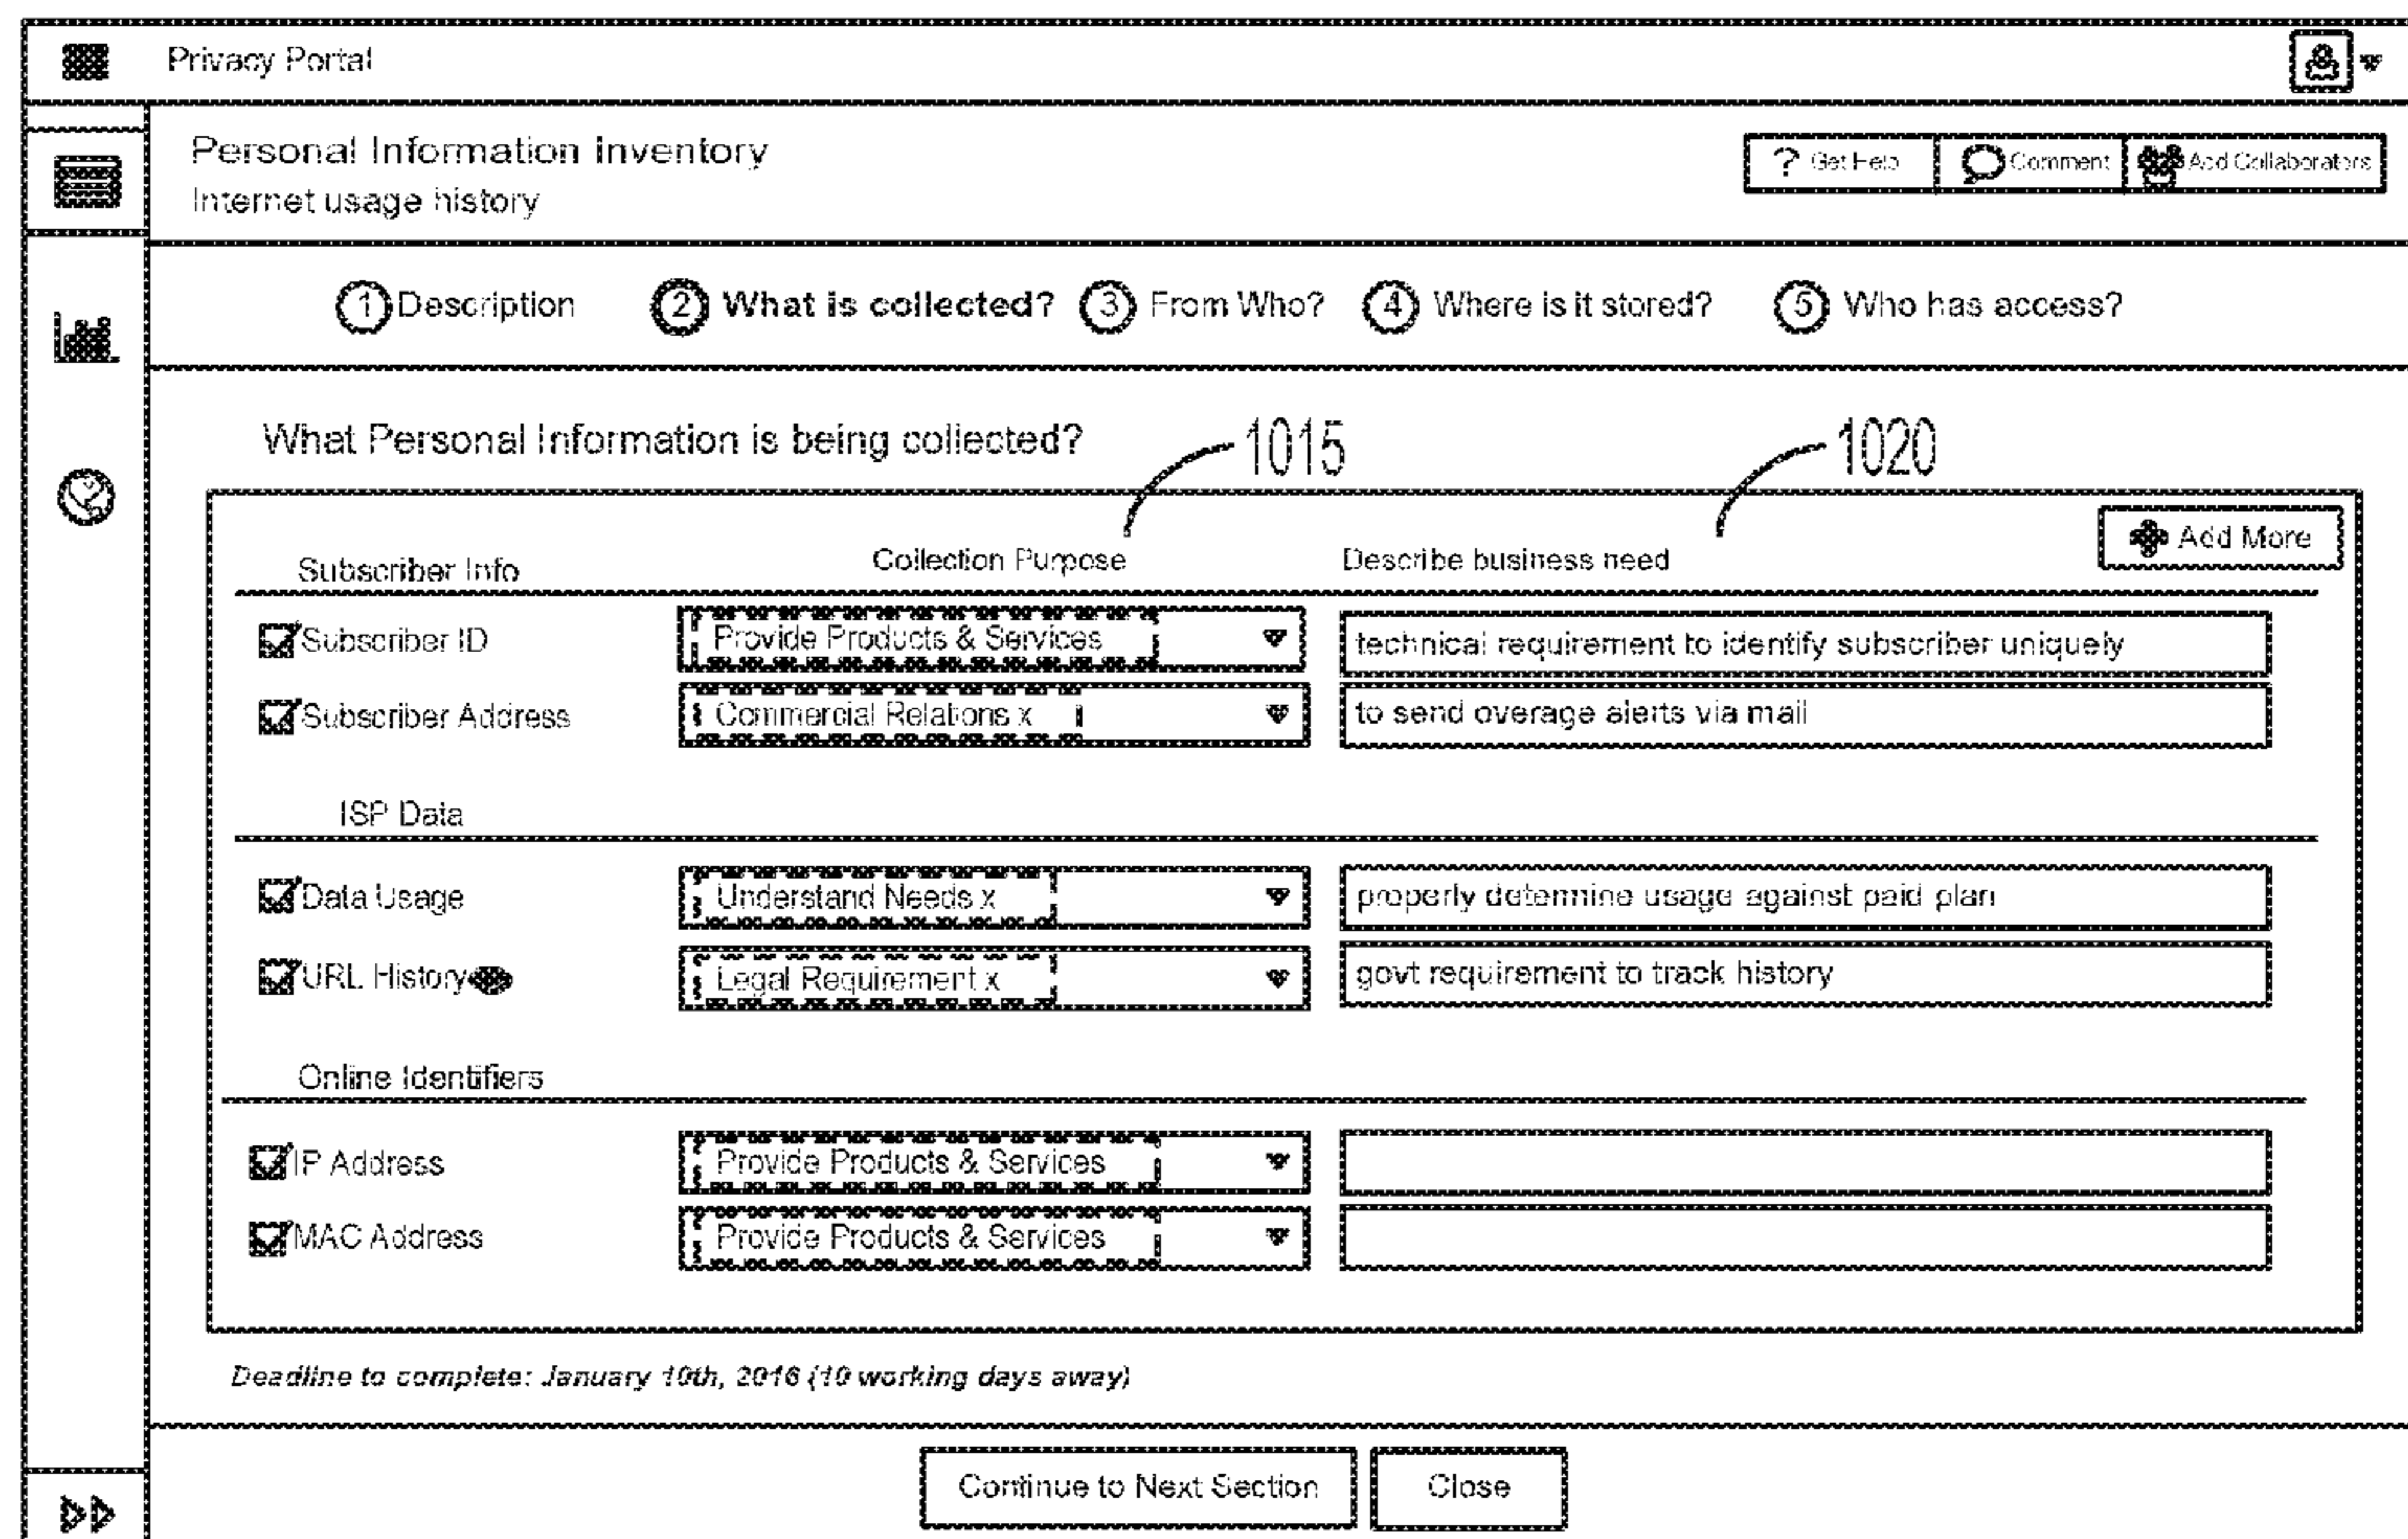 Privacy Portal
Personal Information Inventory
Internet usage history
? Get Help Comment Add Collaborators
1 Description 2 What is collected? 3 From Who? 4 Where is it stored? 5 Who has access?
What Personal Information is being collected? 1015 1020
Add More
Subscriber Info Collection Purpose Describe business need
Subscriber ID Provide Products & Services technical requirement to identify subscriber uniquely
Subscriber Address Commercial Relations x to send overage alerts via mail
ISP Data
Data Usage Understand Needs x properly determine usage against paid plan
URL History Legal Requirement x govt requirement to track history
Online Identifiers
IP Address Provide Products & Services
MAC Address Provide Products & Services
Deadline to complete: January 10th, 2016 (10 working days away)
Continue to Next Section Close